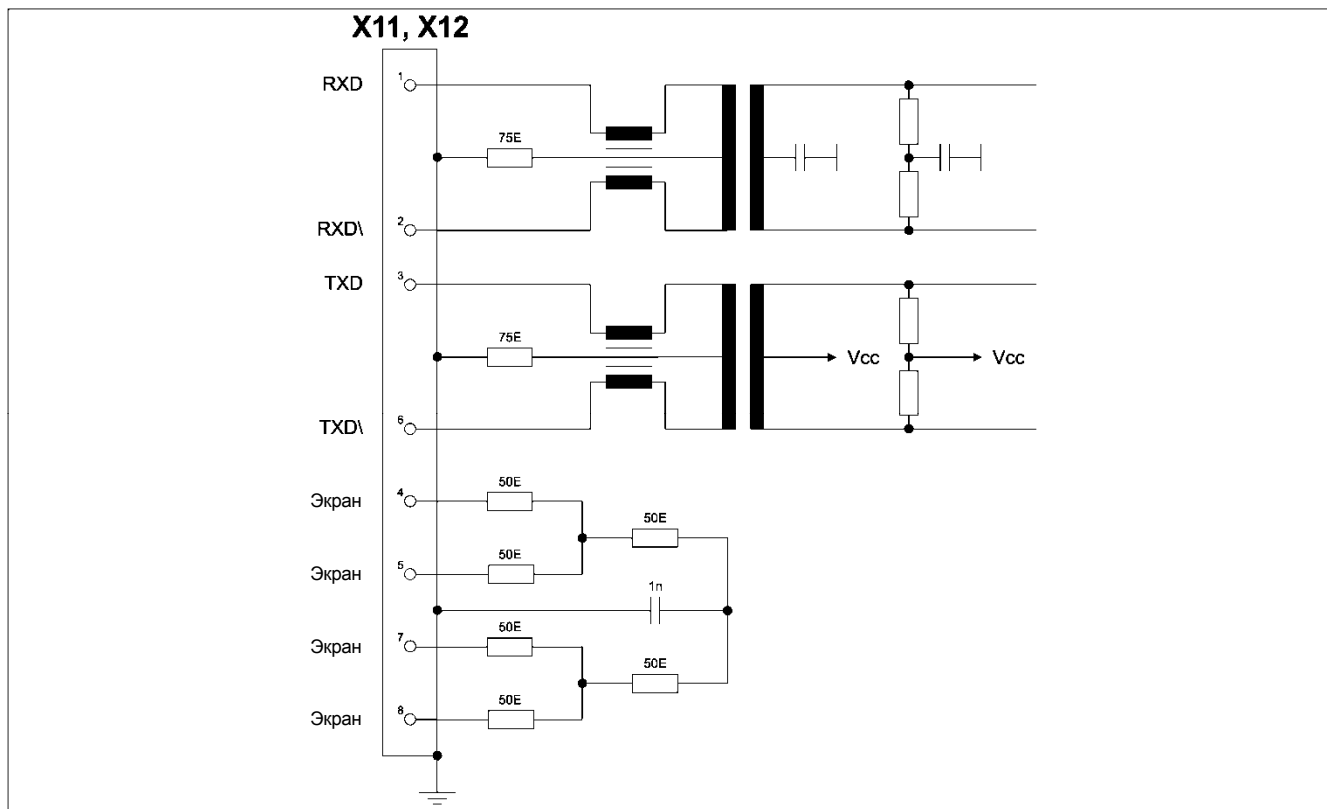 X11, X12
RXD 1
75E
RXD\ 2
TXD 3
75E
Vcc Vcc
TXD\ 6
Экран 4 50E
50E
Экран 5 50E
1n
Экран 7 50E
50E
Экран 8 50E